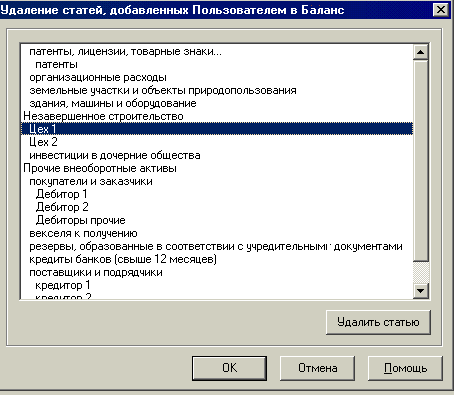 Удаление статей, добавленных Пользователем в Баланс
патенты, лицензии, товарные знаки...
патенты
организационные расходы
земельные участки и объекты природопользования
здания, машины и оборудование
Незавершенное строительство
Цех 1
Цех 2
инвестиции в дочерние общества
Прочие внеоборотные активы
покупатели и заказчики
Дебитор 1
Дебитор 2
Дебиторы прочие
векселя к получению
резервы, образованные в соответствии с учредительными документами
кредиты банков (свыше 12 месяцев)
поставщики и подрядчики
кредитор 1
кредитор 2
Удалить статью
OK
Отмена
Помощь